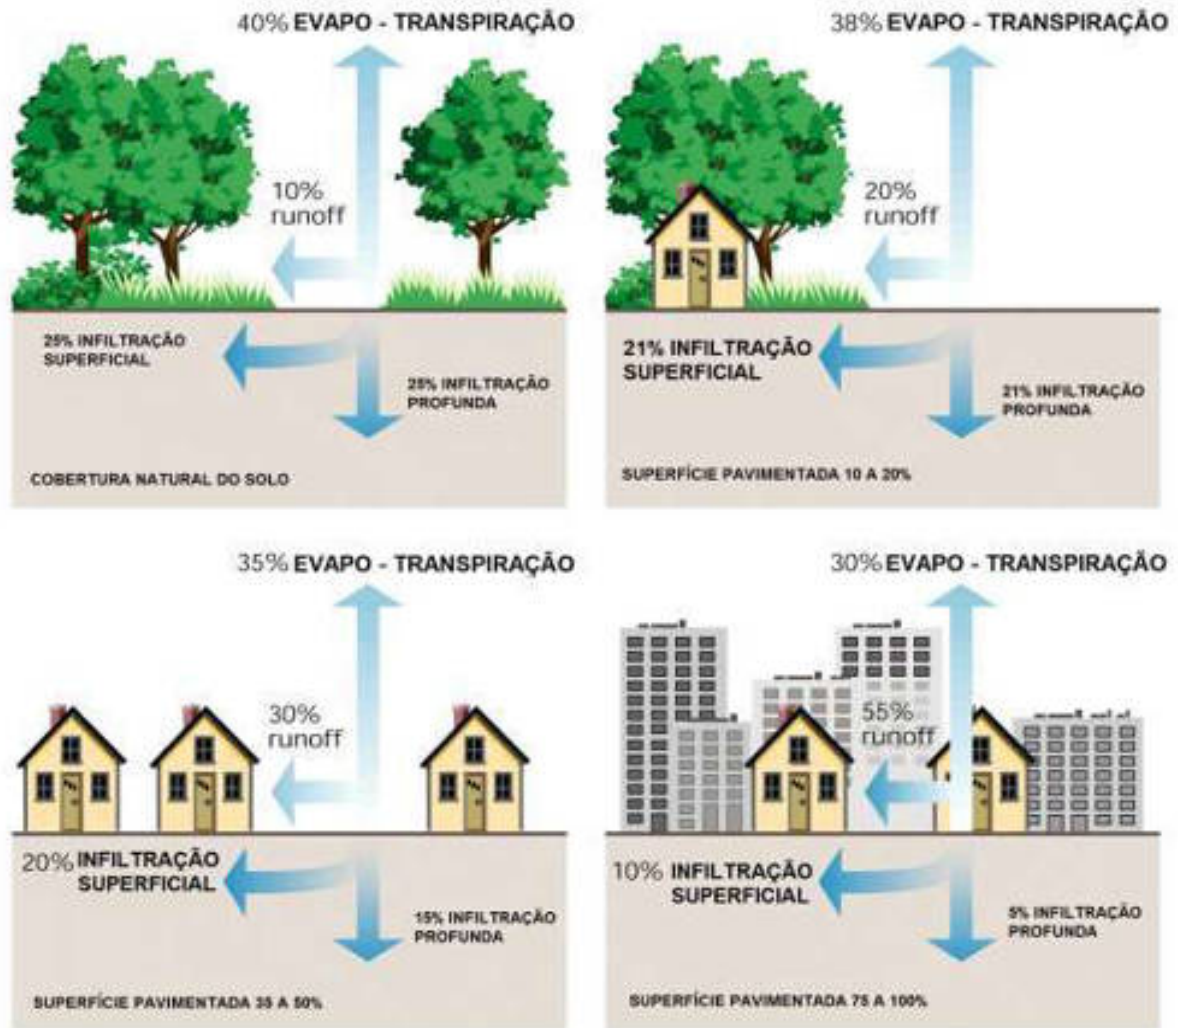 40% EVAPO - TRANSPIRAÇÃO
10%
runoff
25% INFILTRAÇÃO
SUPERFICIAL
25% INFILTRAÇÃO
PROFUNDA
COBERTURA NATURAL DO SOLO
38% EVAPO - TRANSPIRAÇÃO
20%
runoff
21% INFILTRAÇÃO
SUPERFICIAL
21% INFILTRAÇÃO
PROFUNDA
SUPERFÍCIE PAVIMENTADA 10 A 20%
35% EVAPO - TRANSPIRAÇÃO
30%
runoff
20% INFILTRAÇÃO
SUPERFICIAL
15% INFILTRAÇÃO
PROFUNDA
SUPERFÍCIE PAVIMENTADA 35 A 50%
30% EVAPO - TRANSPIRAÇÃO
55%
runoff
10% INFILTRAÇÃO
SUPERFICIAL
5% INFILTRAÇÃO
PROFUNDA
SUPERFÍCIE PAVIMENTADA 75 A 100%